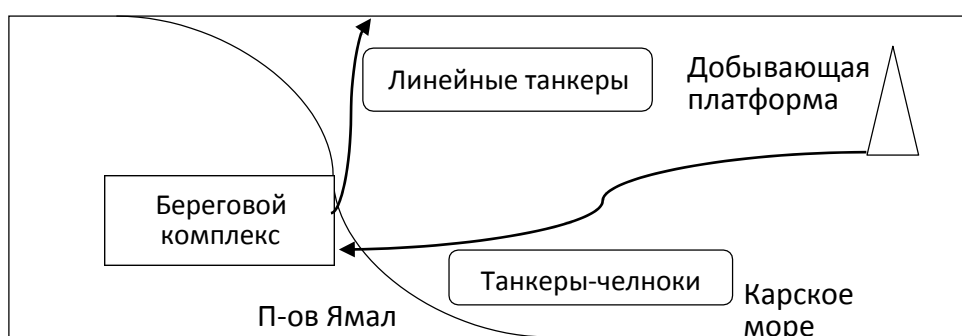 Линейные танкеры
Добывающая
платформа
Береговой
комплекс
Танкеры-челноки
Карское
море
П-ов Ямал